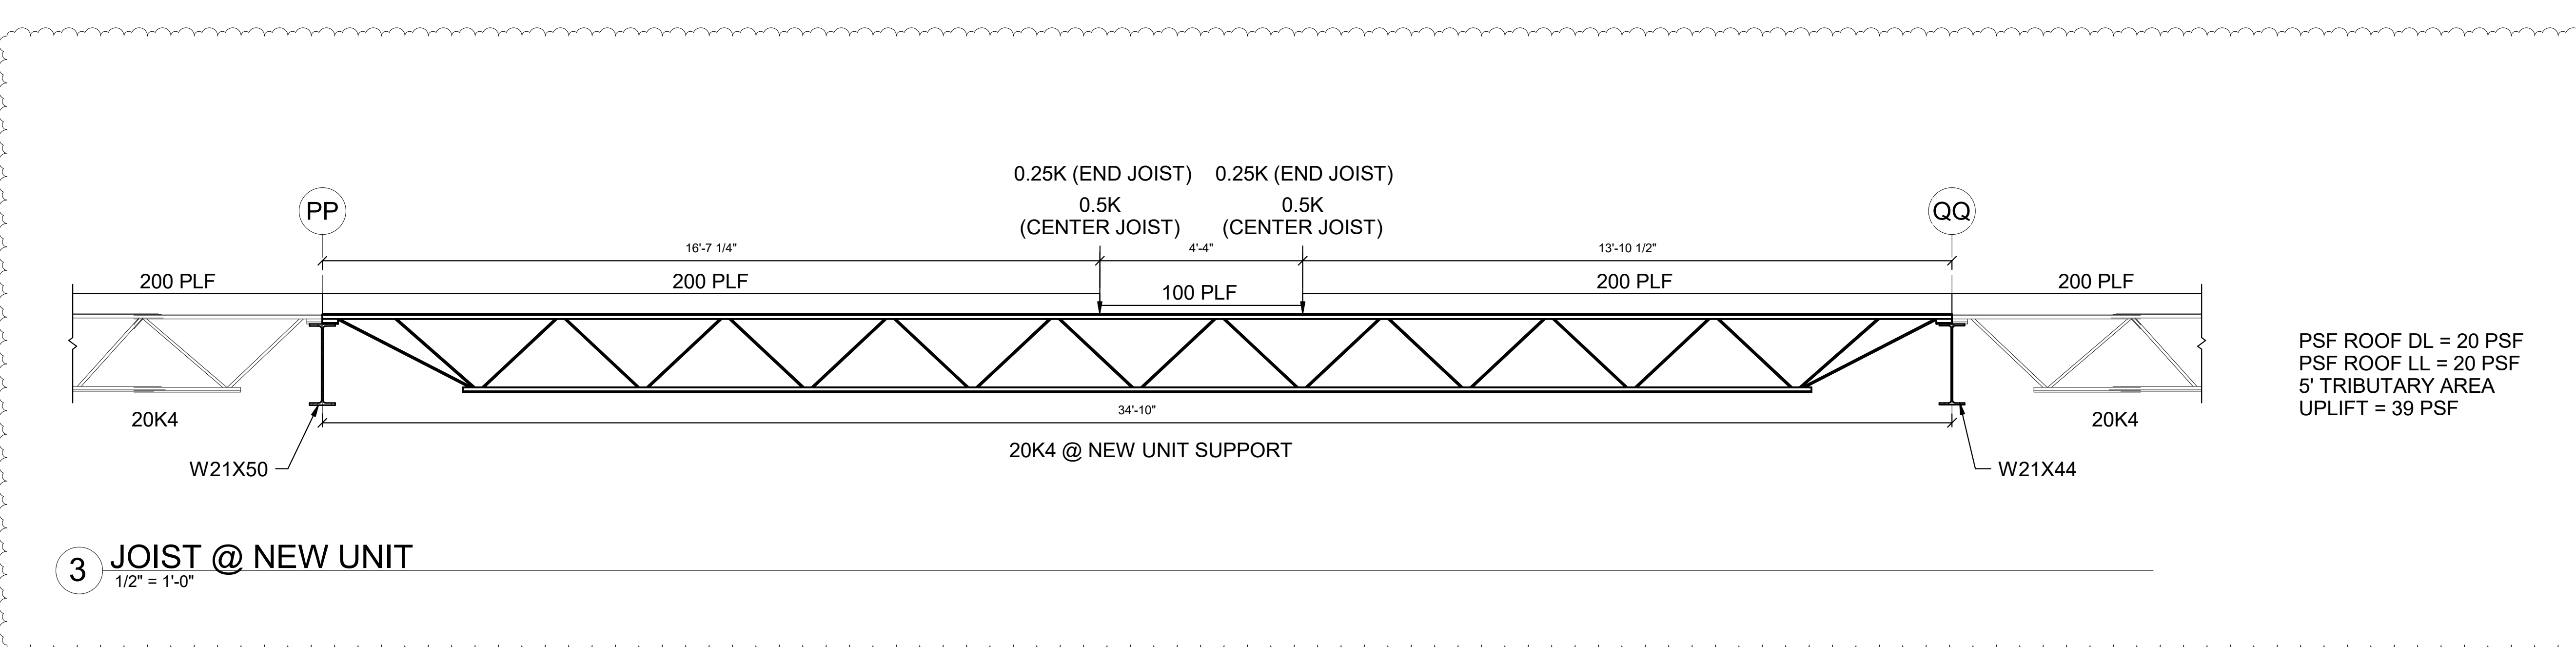 0.25K (END JOIST) 0.25K (END JOIST)
0.5K 0.5K
(CENTER JOIST) (CENTER JOIST)
PP QQ
16'-7 1/4" 4'-4" 13'-10 1/2"
200 PLF 200 PLF 100 PLF 200 PLF 200 PLF
PSF ROOF DL = 20 PSF
PSF ROOF LL = 20 PSF
5' TRIBUTARY AREA
UPLIFT = 39 PSF
34'-10"
20K4 20K4
20K4 @ NEW UNIT SUPPORT
W21X50 W21X44
3 JOIST @ NEW UNIT
1/2" = 1'-0"